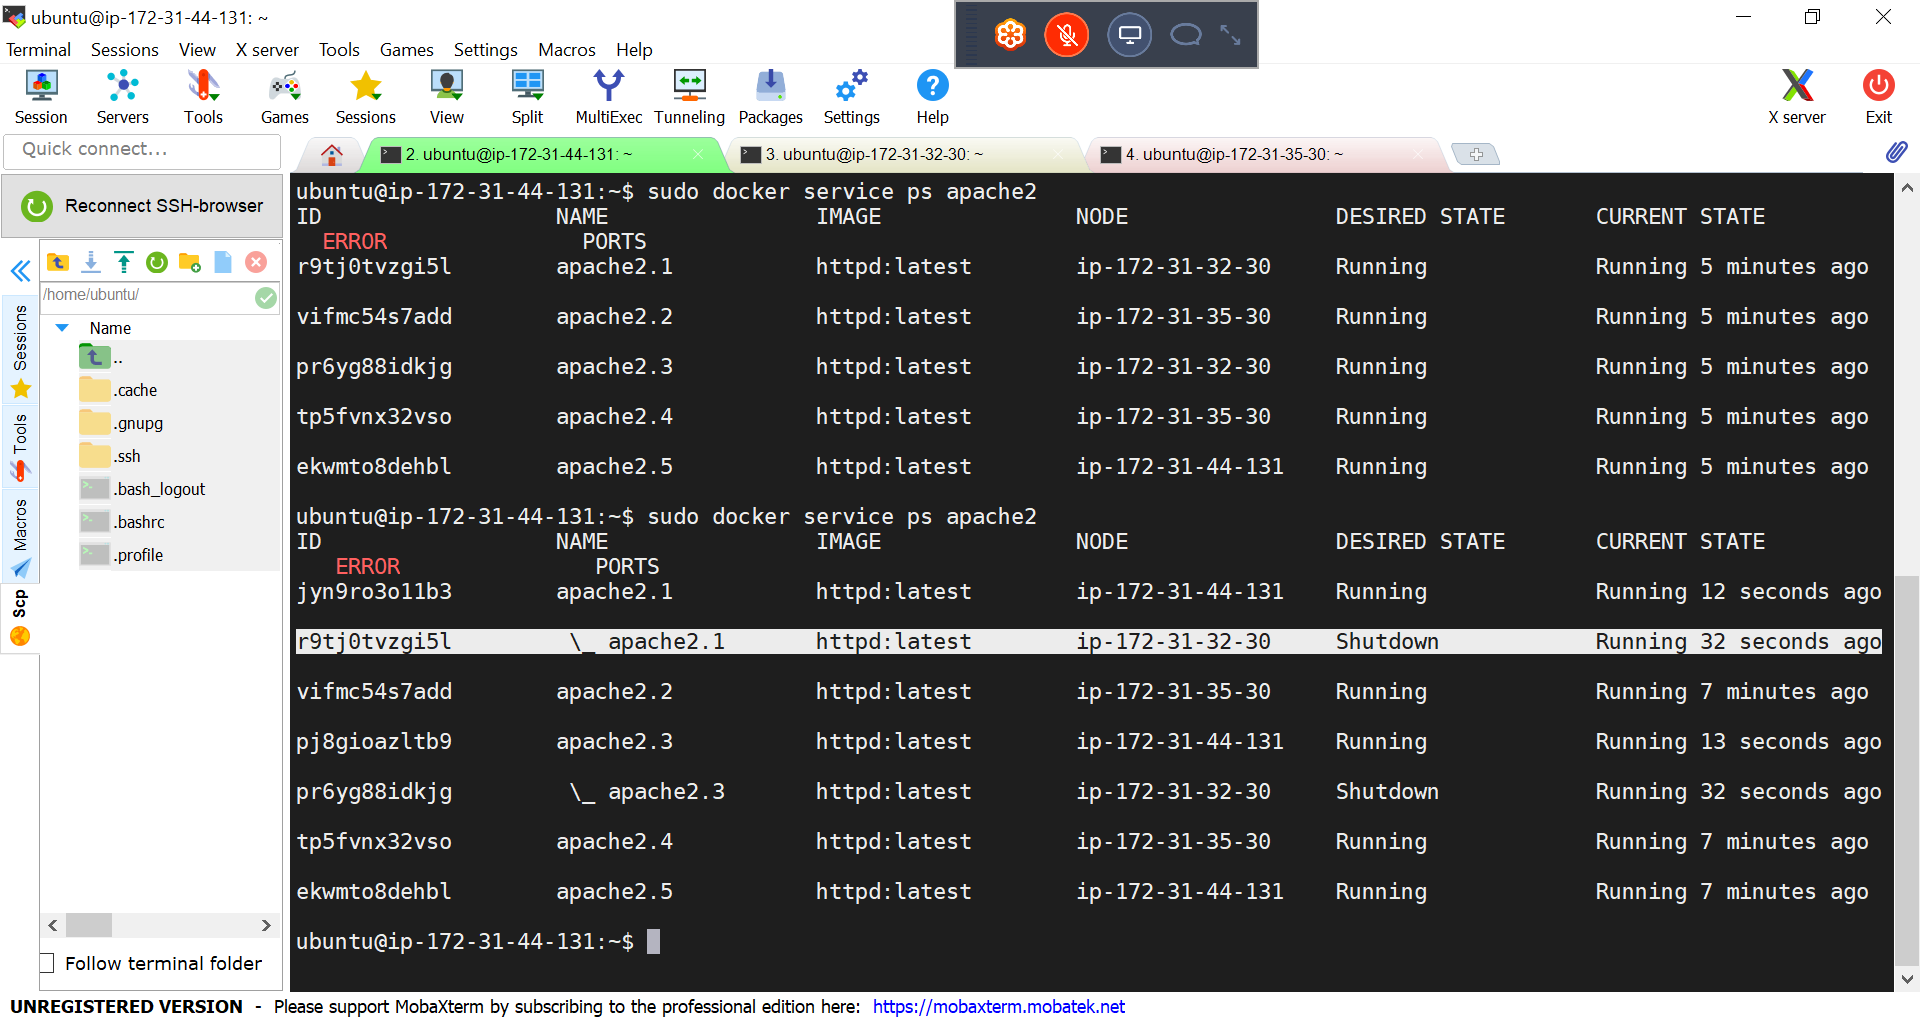 ubuntu@ip-172-31-44-131: ~
Terminal Sessions View X server Tools Games Settings Macros Help
Session Servers Tools Games Sessions View Split MultiExec Tunneling Packages Settings Help X server Exit
Quick connect...
2. ubuntu@ip-172-31-44-131: ~
3. ubuntu@ip-172-31-32-30: ~
4. ubuntu@ip-172-31-35-30: ~
Reconnect SSH-browser
/home/ubuntu/
Name
..
.cache
.gnupg
.ssh
.bash_logout
.bashrc
.profile
Sessions
Tools
Macros
Scp
Follow terminal folder
ubuntu@ip-172-31-44-131:~$ sudo docker service ps apache2
ID NAME IMAGE NODE DESIRED STATE CURRENT STATE
ERROR PORTS
r9tj0tvzgi5l apache2.1 httpd:latest ip-172-31-32-30 Running Running 5 minutes ago
vifmc54s7add apache2.2 httpd:latest ip-172-31-35-30 Running Running 5 minutes ago
pr6yg88idkjg apache2.3 httpd:latest ip-172-31-32-30 Running Running 5 minutes ago
tp5fvnx32vso apache2.4 httpd:latest ip-172-31-35-30 Running Running 5 minutes ago
ekwmto8dehbl apache2.5 httpd:latest ip-172-31-44-131 Running Running 5 minutes ago
ubuntu@ip-172-31-44-131:~$ sudo docker service ps apache2
ID NAME IMAGE NODE DESIRED STATE CURRENT STATE
ERROR PORTS
jyn9ro3o11b3 apache2.1 httpd:latest ip-172-31-44-131 Running Running 12 seconds ago
r9tj0tvzgi5l \_ apache2.1 httpd:latest ip-172-31-32-30 Shutdown Running 32 seconds ago
vifmc54s7add apache2.2 httpd:latest ip-172-31-35-30 Running Running 7 minutes ago
pj8gioazltb9 apache2.3 httpd:latest ip-172-31-44-131 Running Running 13 seconds ago
pr6yg88idkjg \_ apache2.3 httpd:latest ip-172-31-32-30 Shutdown Running 32 seconds ago
tp5fvnx32vso apache2.4 httpd:latest ip-172-31-35-30 Running Running 7 minutes ago
ekwmto8dehbl apache2.5 httpd:latest ip-172-31-44-131 Running Running 7 minutes ago
ubuntu@ip-172-31-44-131:~$
UNREGISTERED VERSION - Please support MobaXterm by subscribing to the professional edition here: https://mobaxterm.mobatek.net